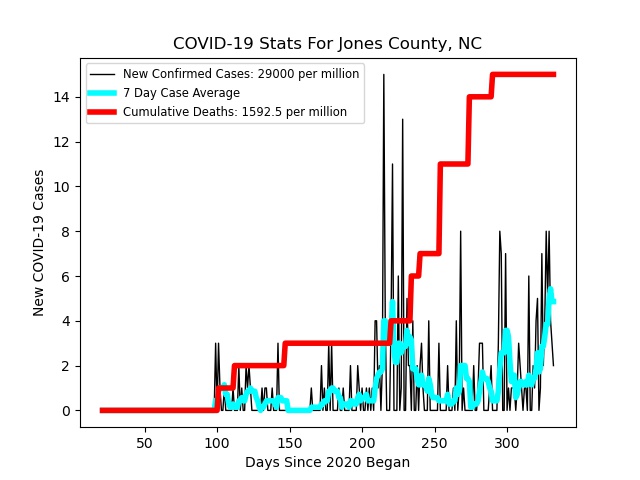 COVID-19 Stats For Jones County, NC
New Confirmed Cases: 29000 per million
7 Day Case Average
Cumulative Deaths: 1592.5 per million
New COVID-19 Cases
14
12
10
8
6
4
2
0
50 100 150 200 250 300
Days Since 2020 Began